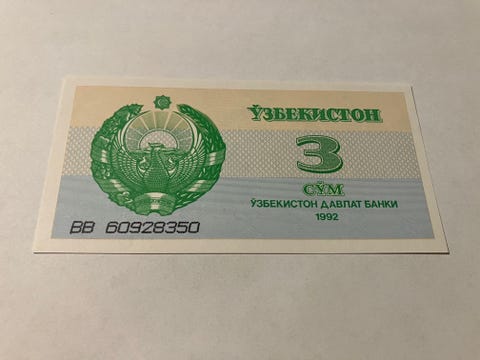 ЎЗБЕКИСТОН
3
СЎМ
ЎЗБЕКИСТОН ДАВЛАТ БАНКИ
1992
ВВ 60928350